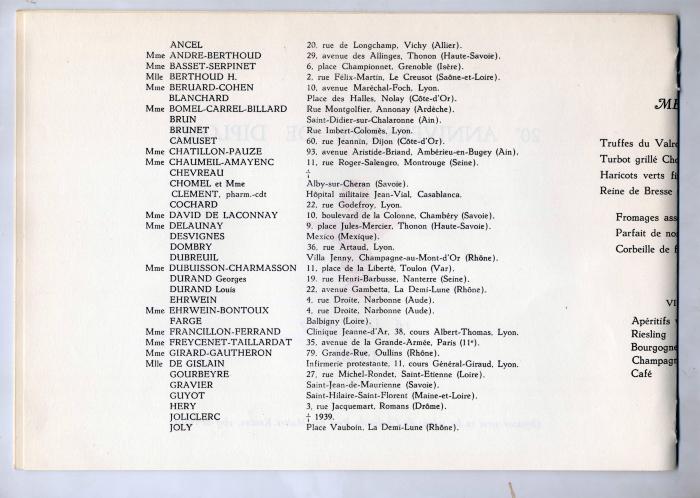 ANCEL 20, rue de Longchamp, Vichy (Allier).
Mme ANDRE-BERTHOUD 29, avenue des Allinges, Thonon (Haute-Savoie).
Mme BASSET-SERPINET 6, place Championnet, Grenoble (Isère).
Mlle BERTHOUD H. 2, rue Félix-Martin, Le Creusot (Saône-et-Loire).
Mme BERUARD-COHEN 10, avenue Maréchal-Foch, Lyon.
BLANCHARD Place des Halles, Nolay (Côte-d'Or).
Mme BOMEL-CARREL-BILLARD Rue Montgolfier, Annonay (Ardèche).
BRUN Saint-Didier-sur-Chalaronne (Ain).
BRUNET Rue Imbert-Colomès, Lyon.
CAMUSET 60, rue Jeannin, Dijon (Côte-d'Or).
Mme CHATILLON-PAUZE 93, avenue Aristide-Briand, Ambérieu-en-Bugey (Ain).
Mme CHAUMEIL-AMAYENC 11, rue Roger-Salengro, Montrouge (Seine).
CHEVREAU †
CHOMEL et Mme Alby-sur-Cheran (Savoie).
CLEMENT, pharm.-cdt Hôpital militaire Jean-Vial, Casablanca.
COCHARD 22, rue Godefroy, Lyon.
Mme DAVID DE LACONNAY 10, boulevard de la Colonne, Chambéry (Savoie).
Mme DELAUNAY 9, place Jules-Mercier, Thonon (Haute-Savoie).
DESVIGNES Mexico (Mexique).
DOMBRY 36, rue Artaud, Lyon.
DUBREUIL Villa Jenny, Champagne-au-Mont-d'Or (Rhône).
Mme DUBUISSON-CHARMASSON 11, place de la Liberté, Toulon (Var).
DURAND Georges 19, rue Henri-Barbusse, Nanterre (Seine).
DURAND Louis 22, avenue Gambetta, La Demi-Lune (Rhône).
EHRWEIN 4, rue Droite, Narbonne (Aude).
Mme EHRWEIN-BONTOUX 4, rue Droite, Narbonne (Aude).
FARGE Balbigny (Loire).
Mme FRANCILLON-FERRAND Clinique Jeanne-d'Ar, 38, cours Albert-Thomas, Lyon.
Mme FREYCENET-TAILLARDAT 35, avenue de la Grande-Armée, Paris (11e).
Mme GIRARD-GAUTHERON 79, Grande-Rue, Oullins (Rhône).
Mlle DE GISLAIN Infirmerie protestante, 11, cours Général-Giraud, Lyon.
GOURBEYRE 27, rue Michel-Rondet, Saint-Etienne (Loire).
GRAVIER Saint-Jean-de-Maurienne (Savoie).
GUYOT Saint-Hilaire-Saint-Florent (Maine-et-Loire).
HERY 3, rue Jacquemart, Romans (Drôme).
JOLICLERC † 1939.
JOLY Place Vauboin, La Demi-Lune (Rhône).
ME
Truffes du Valro
Turbot grillé Cho
Haricots verts fi
Reine de Bresse
Fromages ass
Parfait de no
Corbeille de f
VI
Apéritifs
Riesling
Bourgogne
Champagn
Café